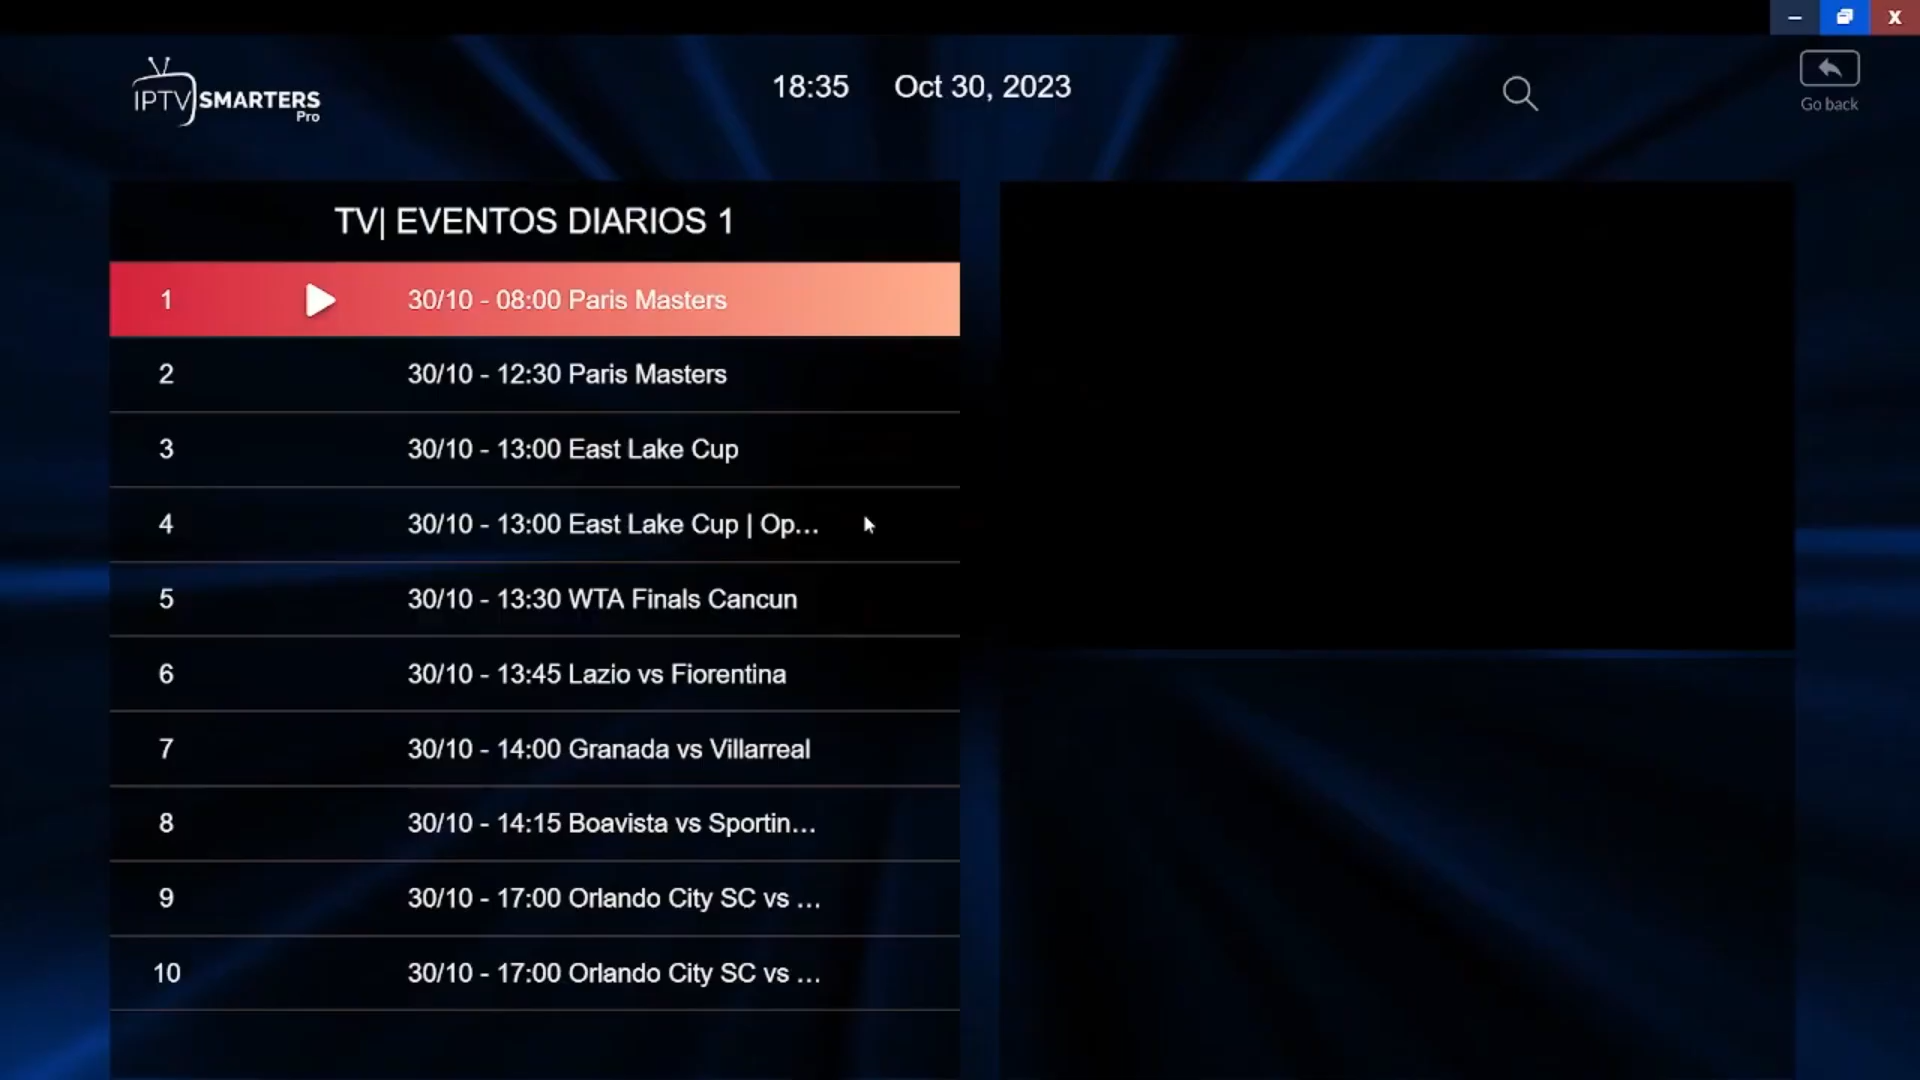 IPTV SMARTERS
Pro
18:35 Oct 30, 2023
Go back
TV| EVENTOS DIARIOS 1
1 30/10 - 08:00 Paris Masters
2 30/10 - 12:30 Paris Masters
3 30/10 - 13:00 East Lake Cup
4 30/10 - 13:00 East Lake Cup | Op...
5 30/10 - 13:30 WTA Finals Cancun
6 30/10 - 13:45 Lazio vs Fiorentina
7 30/10 - 14:00 Granada vs Villarreal
8 30/10 - 14:15 Boavista vs Sportin...
9 30/10 - 17:00 Orlando City SC vs ...
10 30/10 - 17:00 Orlando City SC vs ...